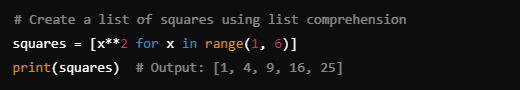 # Create a list of squares using list comprehension
squares = [x**2 for x in range(1, 6)]
print(squares)  # Output: [1, 4, 9, 16, 25]